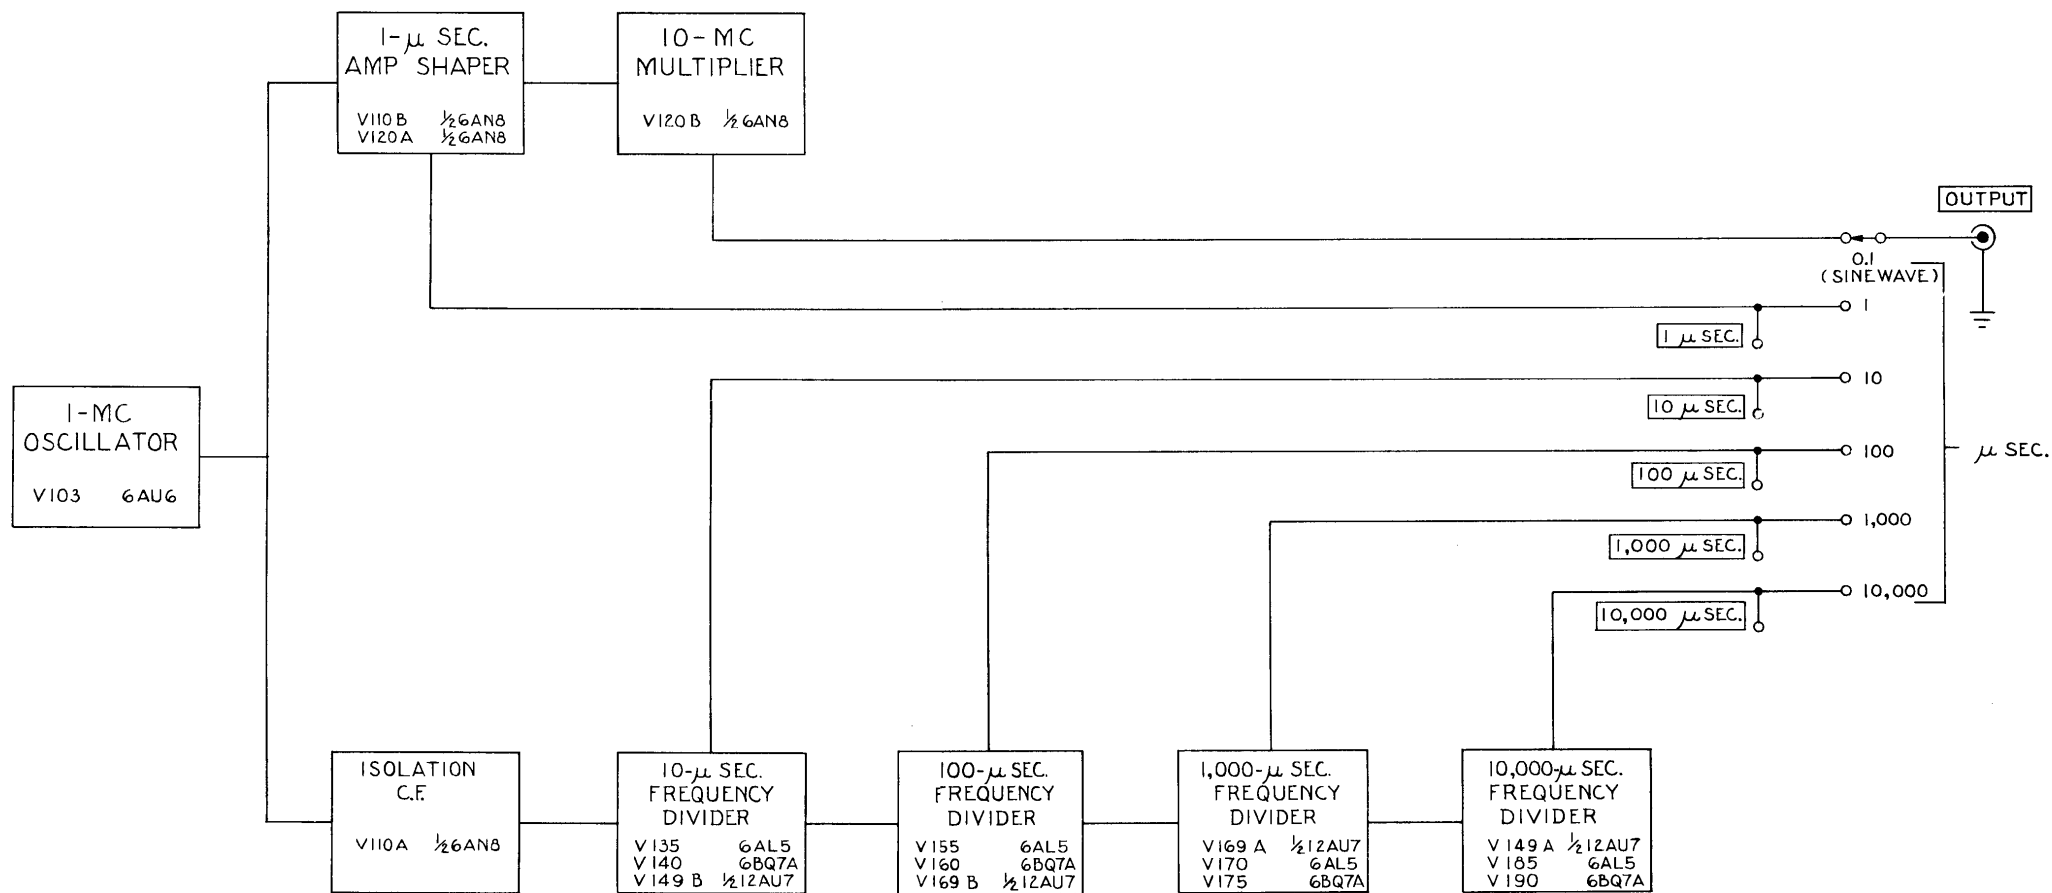 1-μ SEC.
AMP SHAPER
V110B ½6AN8
V120A ½6AN8
10-MC
MULTIPLIER
V120B ½6AN8
OUTPUT
0.1
(SINEWAVE)
1
1 μ SEC.
10
10 μ SEC.
1-MC
OSCILLATOR
V103 6AU6
100
μ SEC.
100 μ SEC.
1,000
1,000 μ SEC.
10,000
10,000 μ SEC.
ISOLATION
C.F.
V110A ½6AN8
10-μ SEC.
FREQUENCY
DIVIDER
V135 6AL5
V140 6BQ7A
V149 B ½12AU7
100-μ SEC.
FREQUENCY
DIVIDER
V155 6AL5
V160 6BQ7A
V169 B ½12AU7
1,000-μ SEC.
FREQUENCY
DIVIDER
V169 A ½12AU7
V170 6AL5
V175 6BQ7A
10,000-μ SEC.
FREQUENCY
DIVIDER
V149 A ½12AU7
V185 6AL5
V190 6BQ7A